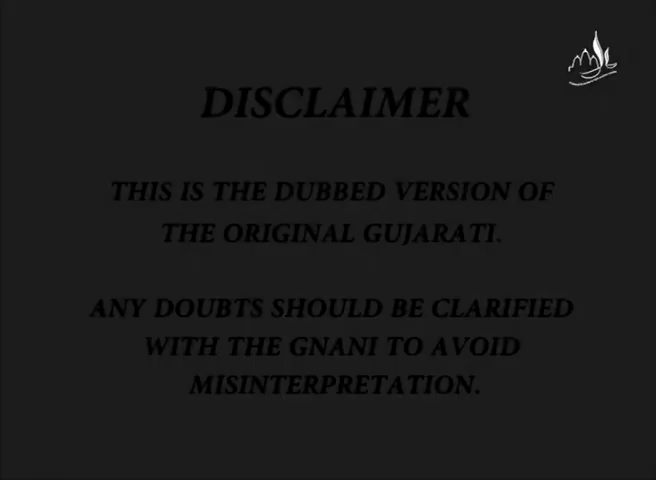 DISCLAIMER
THIS IS THE DUBBED VERSION OF
THE ORIGINAL GUJARATI.
ANY DOUBTS SHOULD BE CLARIFIED
WITH THE GNANI TO AVOID
MISINTERPRETATION.